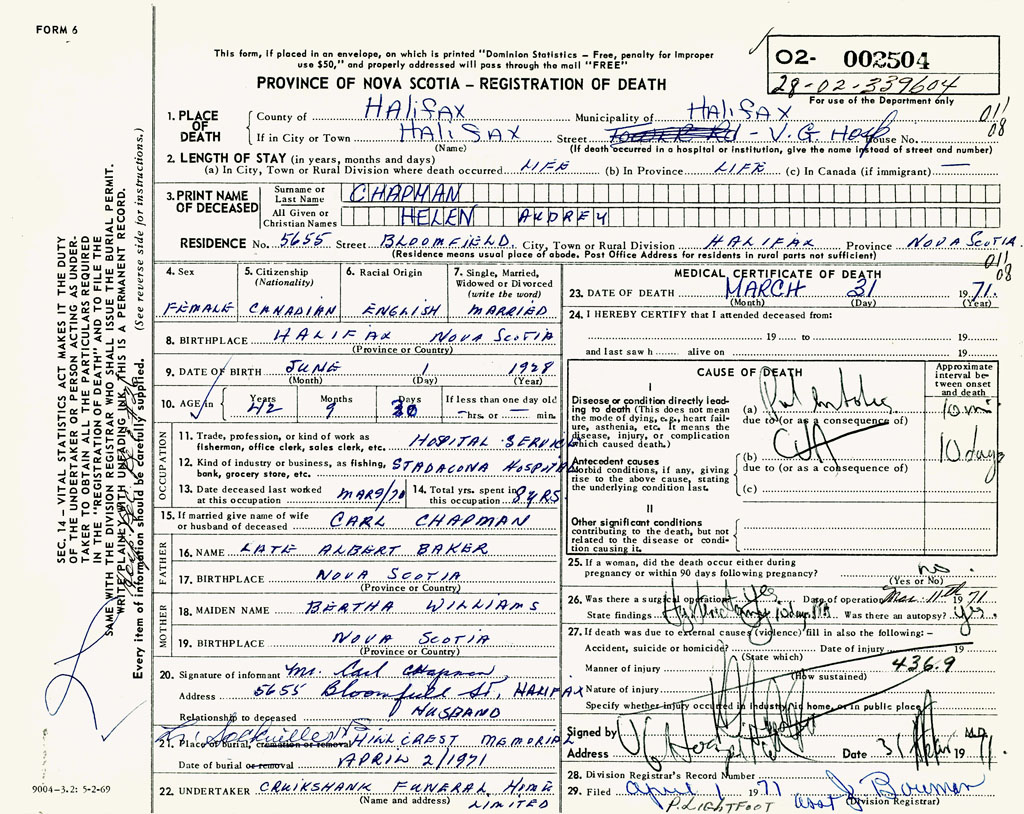 FORM 6
This form, if placed in an envelope, on which is printed "Dominion Statistics – Free, penalty for improper
use $50," and properly addressed will pass through the mail "FREE"
PROVINCE OF NOVA SCOTIA – REGISTRATION OF DEATH
02- 002504
28-02-339604
For use of the Department only
011
08
1. PLACE OF DEATH
County of HALIFAX Municipality of HALIFAX
If in City or Town HALIFAX Street V.G. Hosp House No.
(Name) (If death occurred in a hospital or institution, give the name instead of street and number)
2. LENGTH OF STAY (in years, months and days)
(a) In City, Town or Rural Division where death occurred LIFE (b) In Province LIFE (c) In Canada (if immigrant) —
3. PRINT NAME OF DECEASED
Surname or Last Name CHAPMAN
All Given or Christian Names HELEN AUDREY
RESIDENCE No. 5655 Street BLOOMFIELD, City, Town or Rural Division HALIFAX Province NOVA SCOTIA.
(Residence means usual place of abode. Post Office Address for residents in rural parts not sufficient)
011
08
4. Sex FEMALE
5. Citizenship (Nationality) CANADIAN
6. Racial Origin ENGLISH
7. Single, Married, Widowed or Divorced (write the word) MARRIED
8. BIRTHPLACE HALIFAX NOVA SCOTIA
(Province or Country)
9. DATE OF BIRTH JUNE 1 1928
(Month) (Day) (Year)
10. AGE in Years 42 Months 9 Days 30 If less than one day old – hrs. or – min.
OCCUPATION
11. Trade, profession, or kind of work as fisherman, office clerk, sales clerk, etc. HOSPITAL SERVICE
12. Kind of industry or business, as fishing, bank, grocery store, etc. STADACONA HOSPITAL
13. Date deceased last worked at this occupation MAR 9/70
14. Total yrs. spent in this occupation 8 YRS
15. If married give name of wife or husband of deceased CARL CHAPMAN
FATHER
16. NAME LATE ALBERT BAKER
17. BIRTHPLACE NOVA SCOTIA
(Province or Country)
MOTHER
18. MAIDEN NAME BERTHA WILLIAMS
19. BIRTHPLACE NOVA SCOTIA
(Province or Country)
20. Signature of informant Mr. Carl Chapman
Address 5655 Bloomfield St, HALIFAX
Relationship to deceased HUSBAND
Sackville NS
21. Place of burial, cremation or removal HILLCREST MEMORIAL
Date of burial or removal APRIL 2/1971
22. UNDERTAKER CRUIKSHANK FUNERAL HOME LIMITED
(Name and address)
MEDICAL CERTIFICATE OF DEATH
23. DATE OF DEATH MARCH 31 1971.
(Month) (Day) (Year)
24. I HEREBY CERTIFY that I attended deceased from:
19 to 19
and last saw h alive on 19
CAUSE OF DEATH
Approximate interval between onset and death
I
Disease or condition directly leading to death (This does not mean the mode of dying, e.g., heart failure, asthenia, etc. It means the disease, injury, or complication which caused death.)
(a) 10 min
due to (or as a consequence of)
Antecedent causes
Morbid conditions, if any, giving rise to the above cause, stating the underlying condition last.
(b) CVA 10 days
due to (or as a consequence of)
(c)
II
Other significant conditions contributing to the death, but not related to the disease or condition causing it.
25. If a woman, did the death occur either during pregnancy or within 90 days following pregnancy? no.
(Yes or No)
26. Was there a surgical operation? yes Date of operation Mar. 11th 1971
State findings Was there an autopsy? yes
27. If death was due to external causes (violence) fill in also the following:–
Accident, suicide or homicide? Date of injury 19
(State which)
Manner of injury 436.9
(How sustained)
Nature of injury
Specify whether injury occurred in industry, in home, or in public place
Signed by M.D.
Address Date 31 1971
28. Division Registrar's Record Number
29. Filed April 1 1971 asst J Bowman
(Division Registrar)
P. LIGHTFOOT
SEC. 14 – VITAL STATISTICS ACT MAKES IT THE DUTY
OF THE UNDERTAKER OR PERSON ACTING AS UNDER-
TAKER TO OBTAIN ALL THE PARTICULARS REQUIRED
IN THE "REGISTRATION OF DEATH" AND TO FILE THE
SAME WITH THE DIVISION REGISTRAR WHO SHALL ISSUE THE BURIAL PERMIT.
WRITE PLAINLY WITH UNFADING INK. THIS IS A PERMANENT RECORD.
Every item of information should be carefully supplied. (See reverse side for instructions.)
9004-3.2: 5-2-69